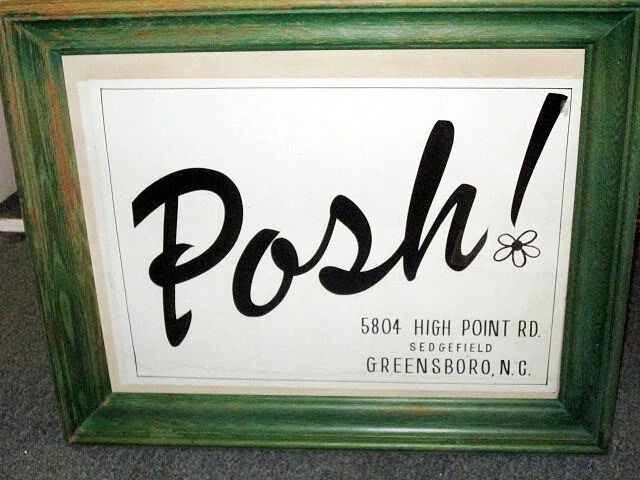 Posh!
5804 HIGH POINT RD.
SEDGEFIELD
GREENSBORO, N.C.